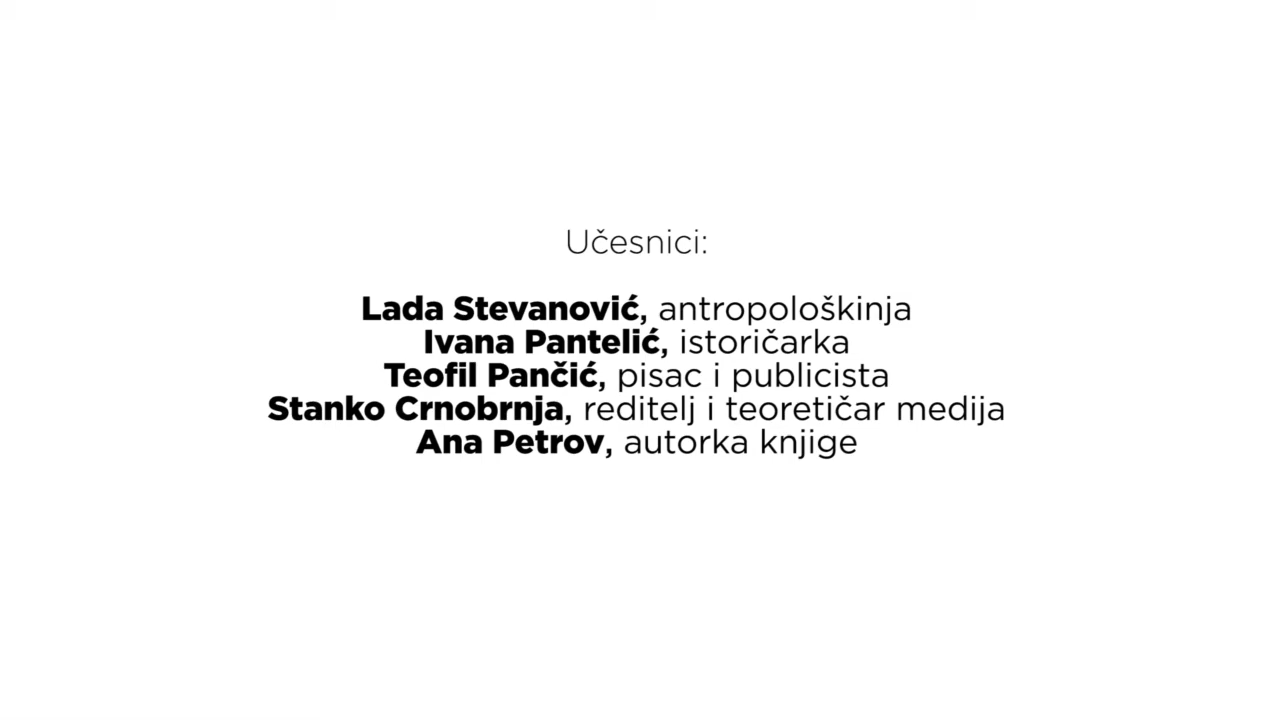 Učesnici:
Lada Stevanović, antropološkinja
Ivana Pantelić, istoričarka
Teofil Pančić, pisac i publicista
Stanko Crnobrnja, reditelj i teoretičar medija
Ana Petrov, autorka knjige